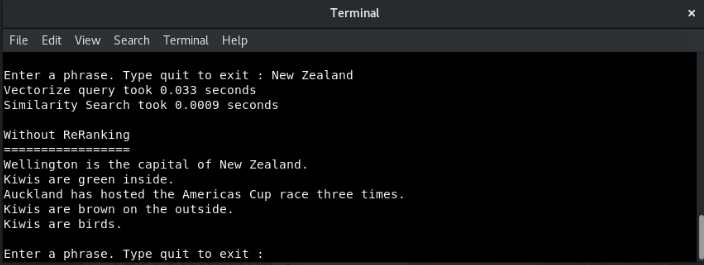 Terminal
×
File Edit View Search Terminal Help
Enter a phrase. Type quit to exit : New Zealand
Vectorize query took 0.033 seconds
Similarity Search took 0.0009 seconds
Without ReRanking
=================
Wellington is the capital of New Zealand.
Kiwis are green inside.
Auckland has hosted the Americas Cup race three times.
Kiwis are brown on the outside.
Kiwis are birds.
Enter a phrase. Type quit to exit :